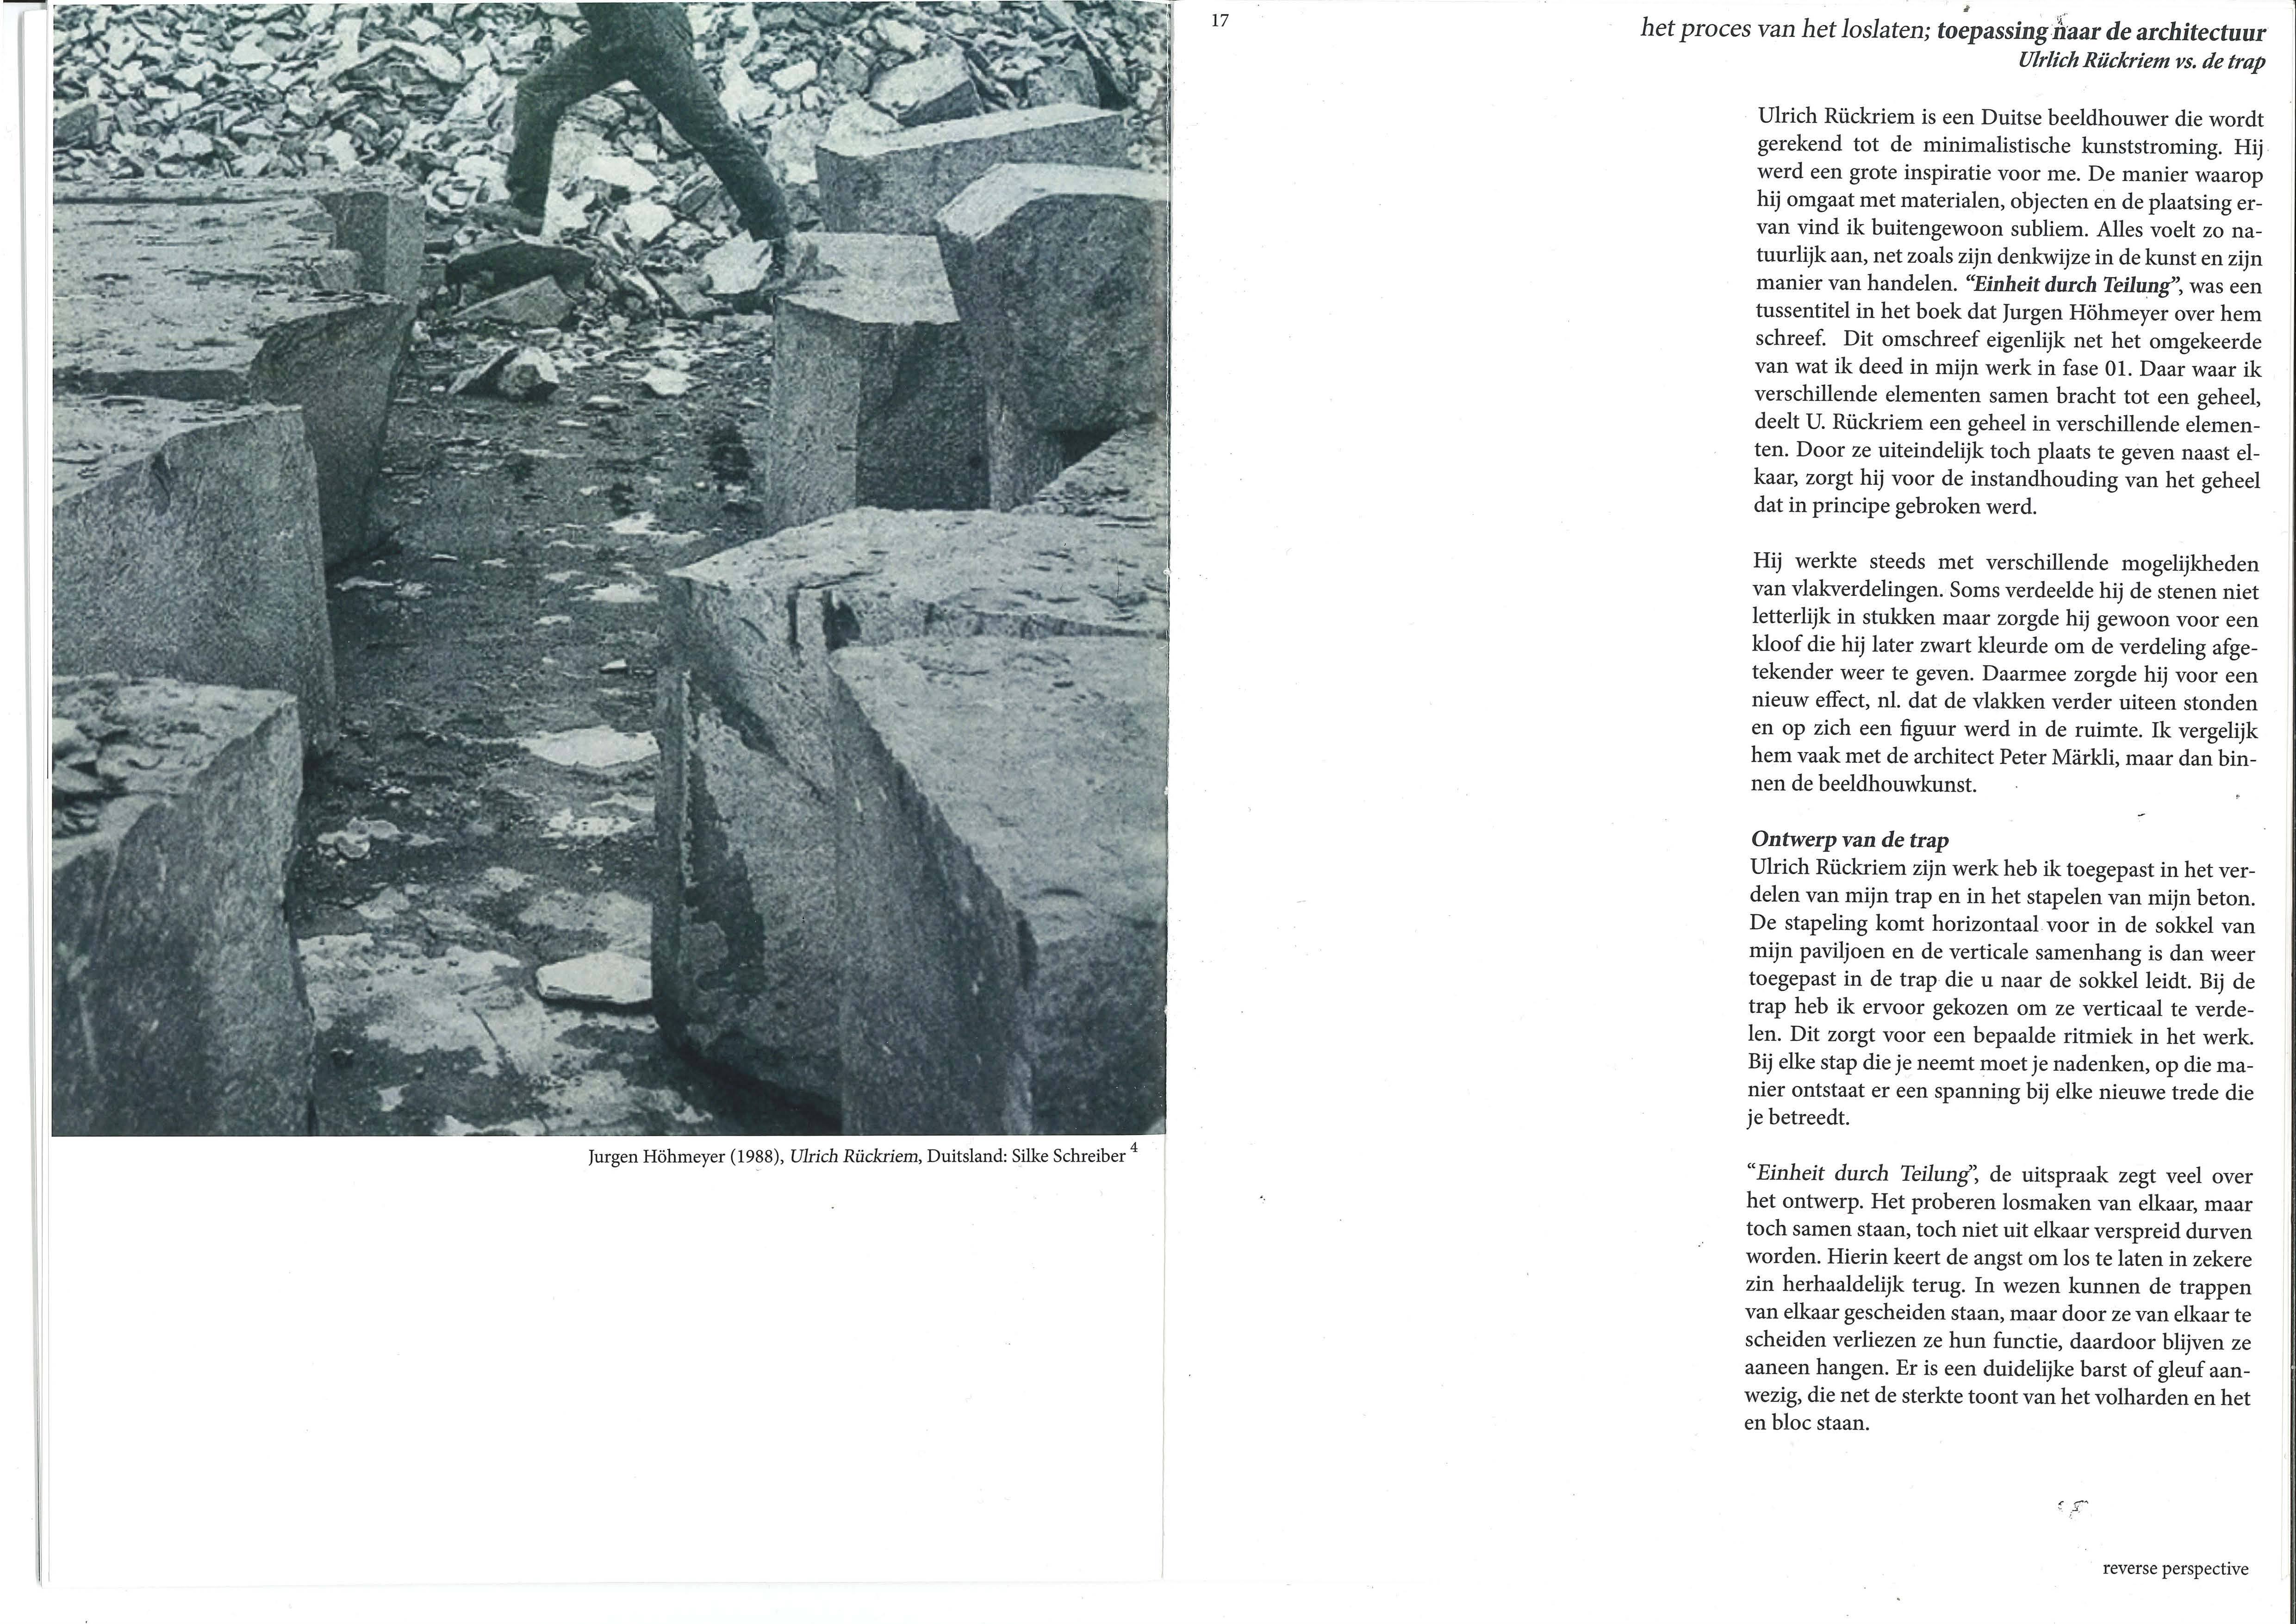 Jurgen Höhmeyer (1988), Ulrich Rückriem, Duitsland: Silke Schreiber 4
17
het proces van het loslaten; toepassing naar de architectuur
Ulrlich Rückriem vs. de trap
Ulrich Rückriem is een Duitse beeldhouwer die wordt
gerekend tot de minimalistische kunststroming. Hij
werd een grote inspiratie voor me. De manier waarop
hij omgaat met materialen, objecten en de plaatsing er-
van vind ik buitengewoon subliem. Alles voelt zo na-
tuurlijk aan, net zoals zijn denkwijze in de kunst en zijn
manier van handelen. “Einheit durch Teilung”, was een
tussentitel in het boek dat Jurgen Höhmeyer over hem
schreef. Dit omschreef eigenlijk net het omgekeerde
van wat ik deed in mijn werk in fase 01. Daar waar ik
verschillende elementen samen bracht tot een geheel,
deelt U. Rückriem een geheel in verschillende elemen-
ten. Door ze uiteindelijk toch plaats te geven naast el-
kaar, zorgt hij voor de instandhouding van het geheel
dat in principe gebroken werd.
Hij werkte steeds met verschillende mogelijkheden
van vlakverdelingen. Soms verdeelde hij de stenen niet
letterlijk in stukken maar zorgde hij gewoon voor een
kloof die hij later zwart kleurde om de verdeling afge-
tekender weer te geven. Daarmee zorgde hij voor een
nieuw effect, nl. dat de vlakken verder uiteen stonden
en op zich een figuur werd in de ruimte. Ik vergelijk
hem vaak met de architect Peter Märkli, maar dan bin-
nen de beeldhouwkunst.
Ontwerp van de trap
Ulrich Rückriem zijn werk heb ik toegepast in het ver-
delen van mijn trap en in het stapelen van mijn beton.
De stapeling komt horizontaal voor in de sokkel van
mijn paviljoen en de verticale samenhang is dan weer
toegepast in de trap die u naar de sokkel leidt. Bij de
trap heb ik ervoor gekozen om ze verticaal te verde-
len. Dit zorgt voor een bepaalde ritmiek in het werk.
Bij elke stap die je neemt moet je nadenken, op die ma-
nier ontstaat er een spanning bij elke nieuwe trede die
je betreedt.
“Einheit durch Teilung”, de uitspraak zegt veel over
het ontwerp. Het proberen losmaken van elkaar, maar
toch samen staan, toch niet uit elkaar verspreid durven
worden. Hierin keert de angst om los te laten in zekere
zin herhaaldelijk terug. In wezen kunnen de trappen
van elkaar gescheiden staan, maar door ze van elkaar te
scheiden verliezen ze hun functie, daardoor blijven ze
aaneen hangen. Er is een duidelijke barst of gleuf aan-
wezig, die net de sterkte toont van het volharden en het
en bloc staan.
reverse perspective